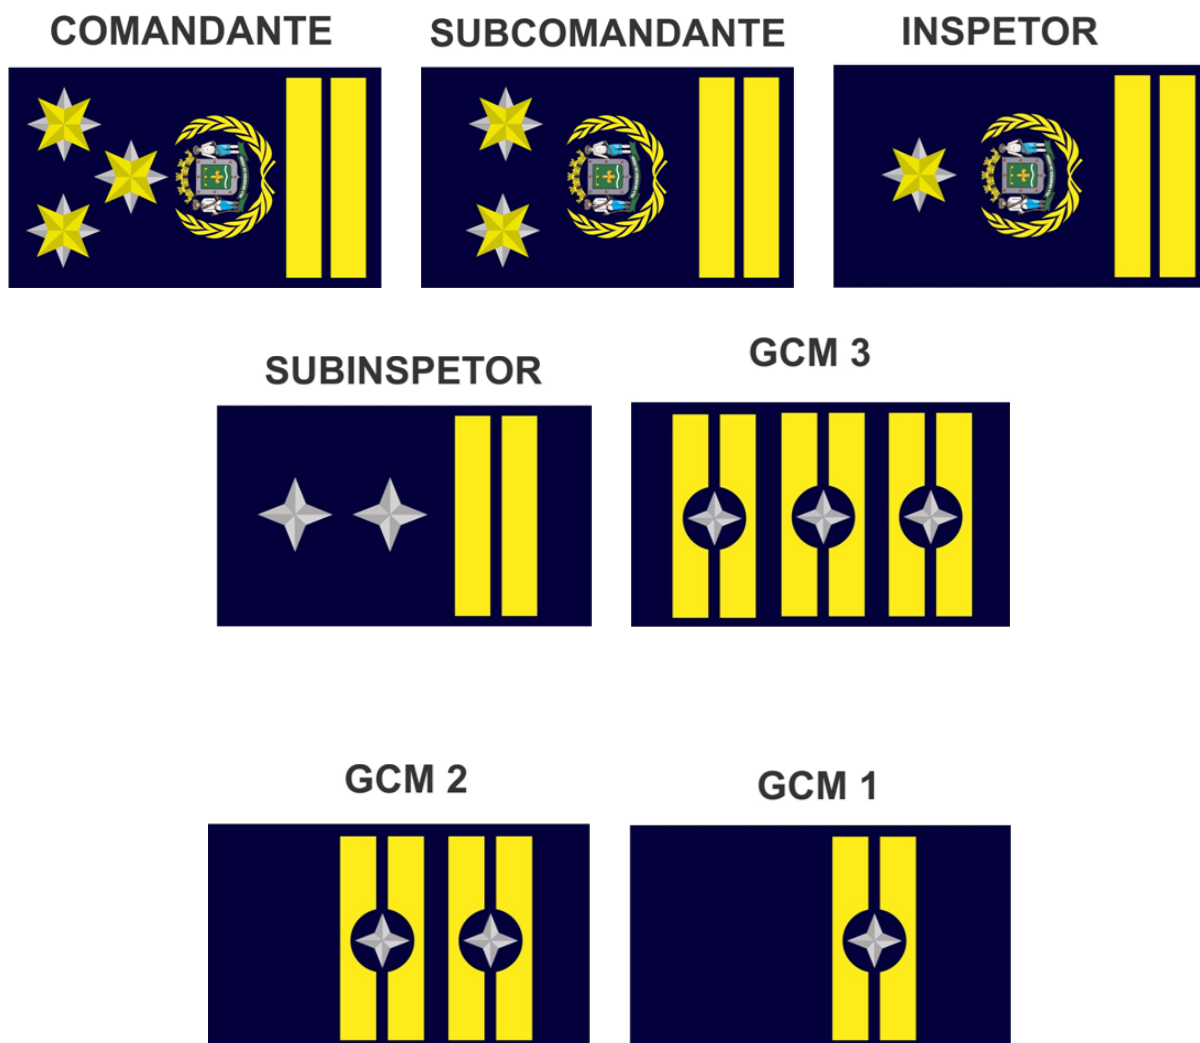 COMANDANTE
SUBCOMANDANTE
INSPETOR
SUBINSPETOR
GCM 3
GCM 2
GCM 1